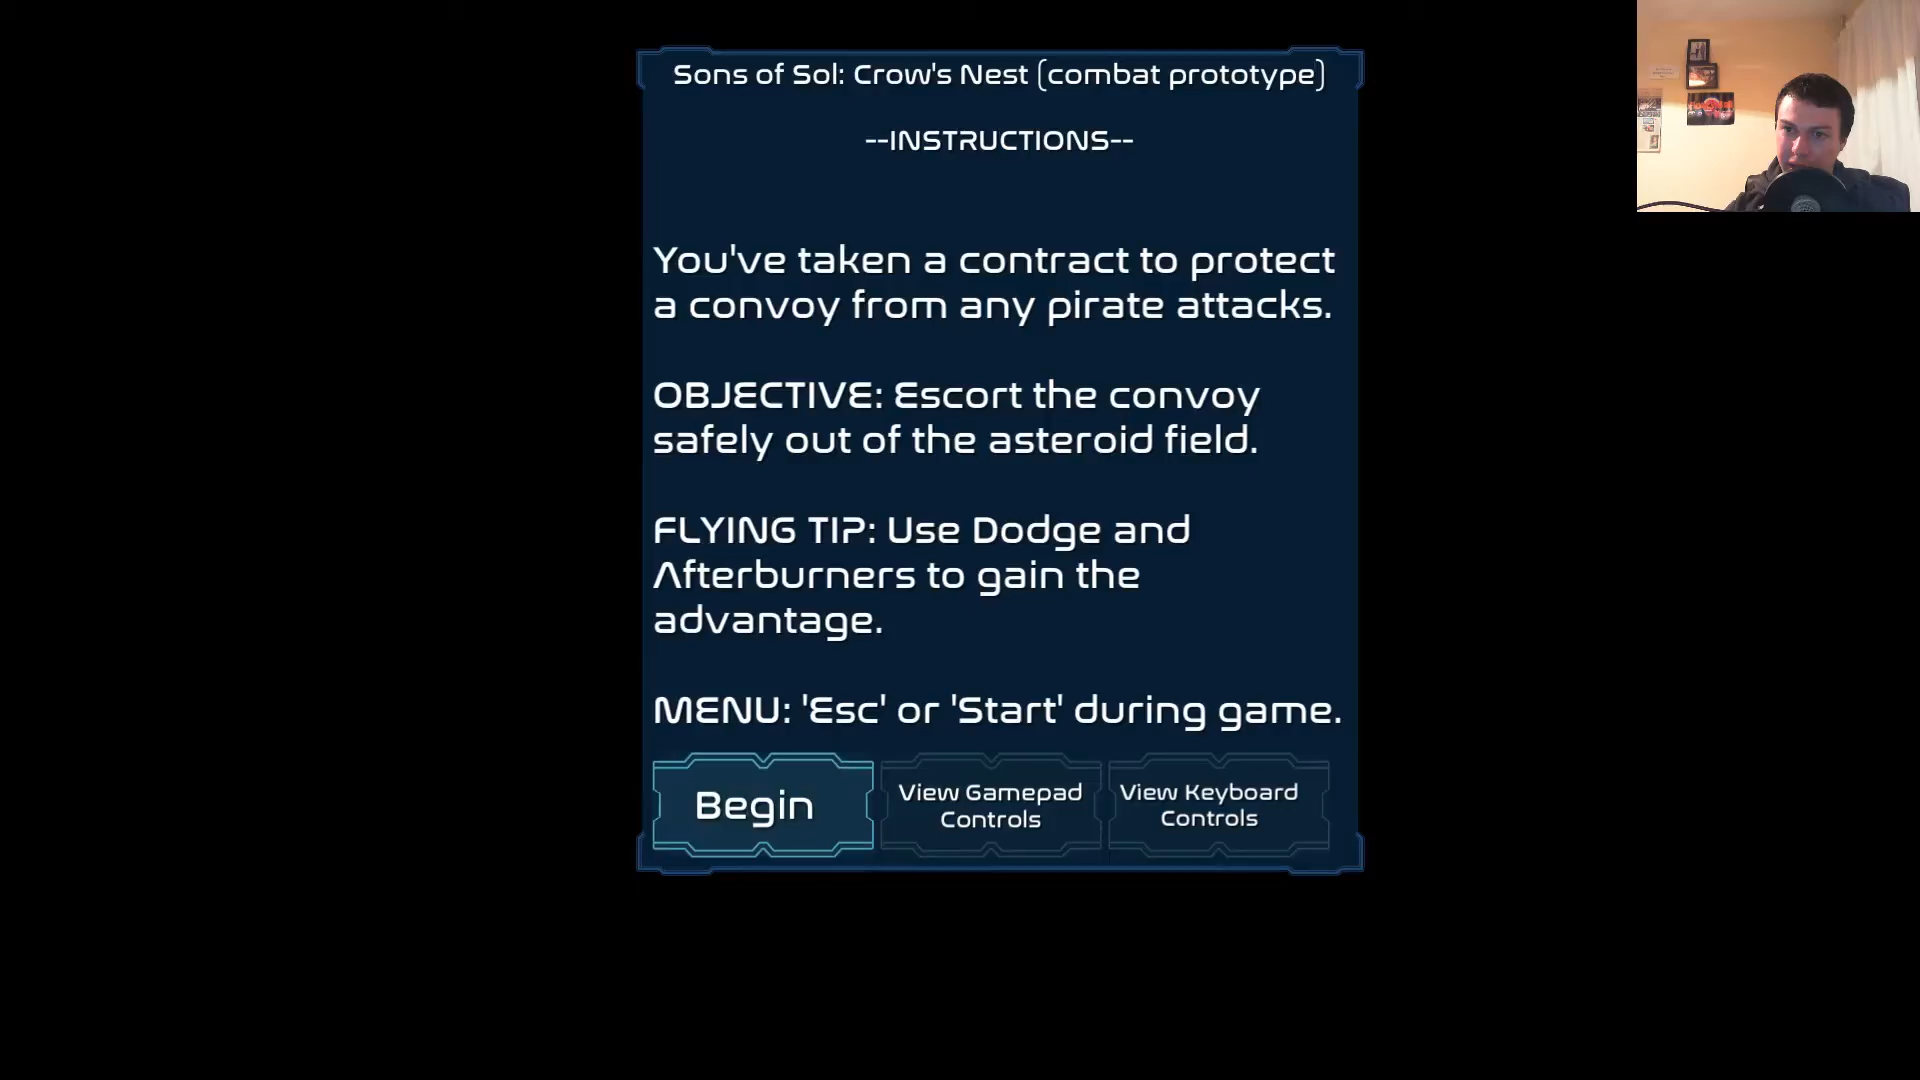 Sons of Sol: Crow's Nest (combat prototype)
--INSTRUCTIONS--
You've taken a contract to protect
a convoy from any pirate attacks.
OBJECTIVE: Escort the convoy
safely out of the asteroid field.
FLYING TIP: Use Dodge and
Afterburners to gain the
advantage.
MENU: 'Esc' or 'Start' during game.
Begin
View Gamepad
Controls
View Keyboard
Controls